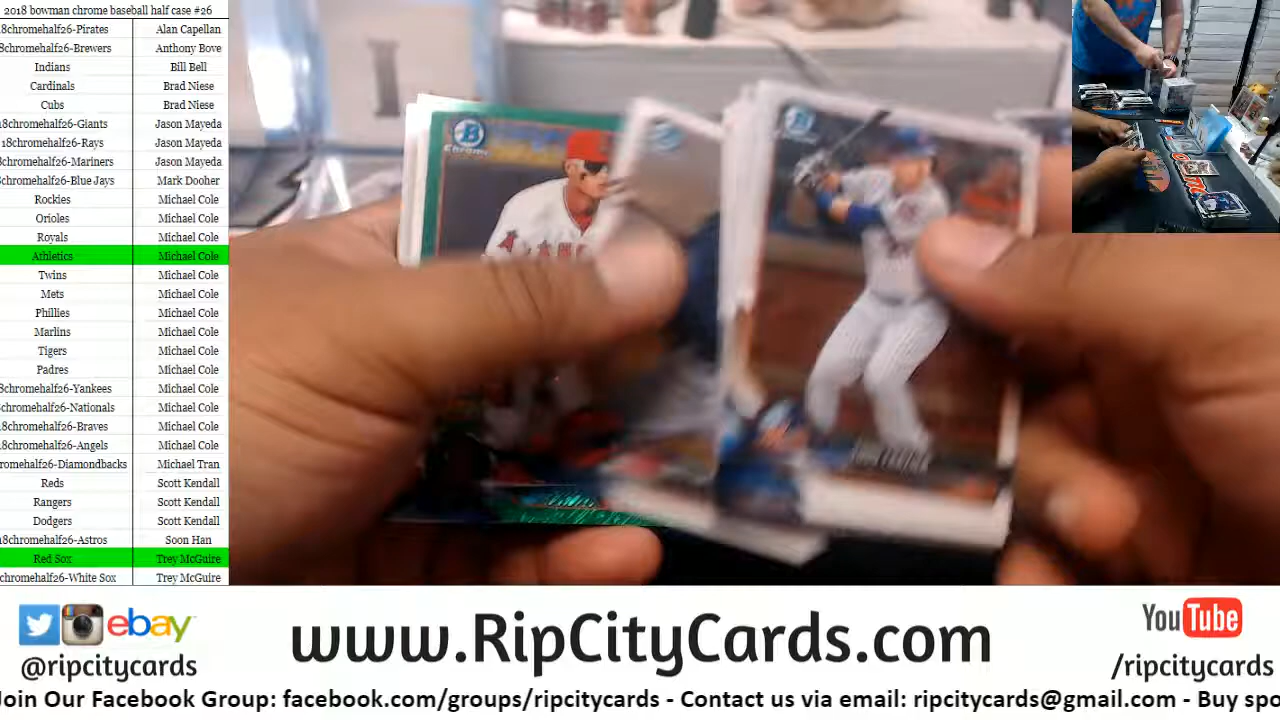 2018 bowman chrome baseball half case #26
8chromehalf26-Pirates Alan Capellan
8chromehalf26-Brewers Anthony Bove
Indians Bill Bell
Cardinals Brad Niese
Cubs Brad Niese
18chromehalf26-Giants Jason Mayeda
18chromehalf26-Rays Jason Mayeda
8chromehalf26-Mariners Jason Mayeda
chromehalf26-Blue Jays Mark Dooher
Rockies Michael Cole
Orioles Michael Cole
Royals Michael Cole
Athletics Michael Cole
Twins Michael Cole
Mets Michael Cole
Phillies Michael Cole
Marlins Michael Cole
Tigers Michael Cole
Padres Michael Cole
8chromehalf26-Yankees Michael Cole
chromehalf26-Nationals Michael Cole
18chromehalf26-Braves Michael Cole
18chromehalf26-Angels Michael Cole
romehalf26-Diamondbacks Michael Tran
Reds Scott Kendall
Rangers Scott Kendall
Dodgers Scott Kendall
18chromehalf26-Astros Soon Han
Red Sox Trey McGuire
chromehalf26-White Sox Trey McGuire
B
Chrome
B
ebay
@ripcitycards
www.RipCityCards.com
YouTube
/ripcitycards
Join Our Facebook Group: facebook.com/groups/ripcitycards - Contact us via email: ripcitycards@gmail.com - Buy spo